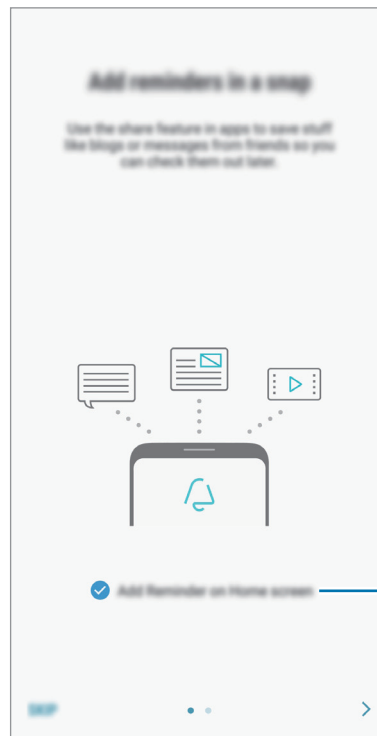 Add reminders in a snap
Use the share feature in apps to save stuff
like blogs or messages from friends so you
can check them out later.
Add Reminder on Home screen
SKIP